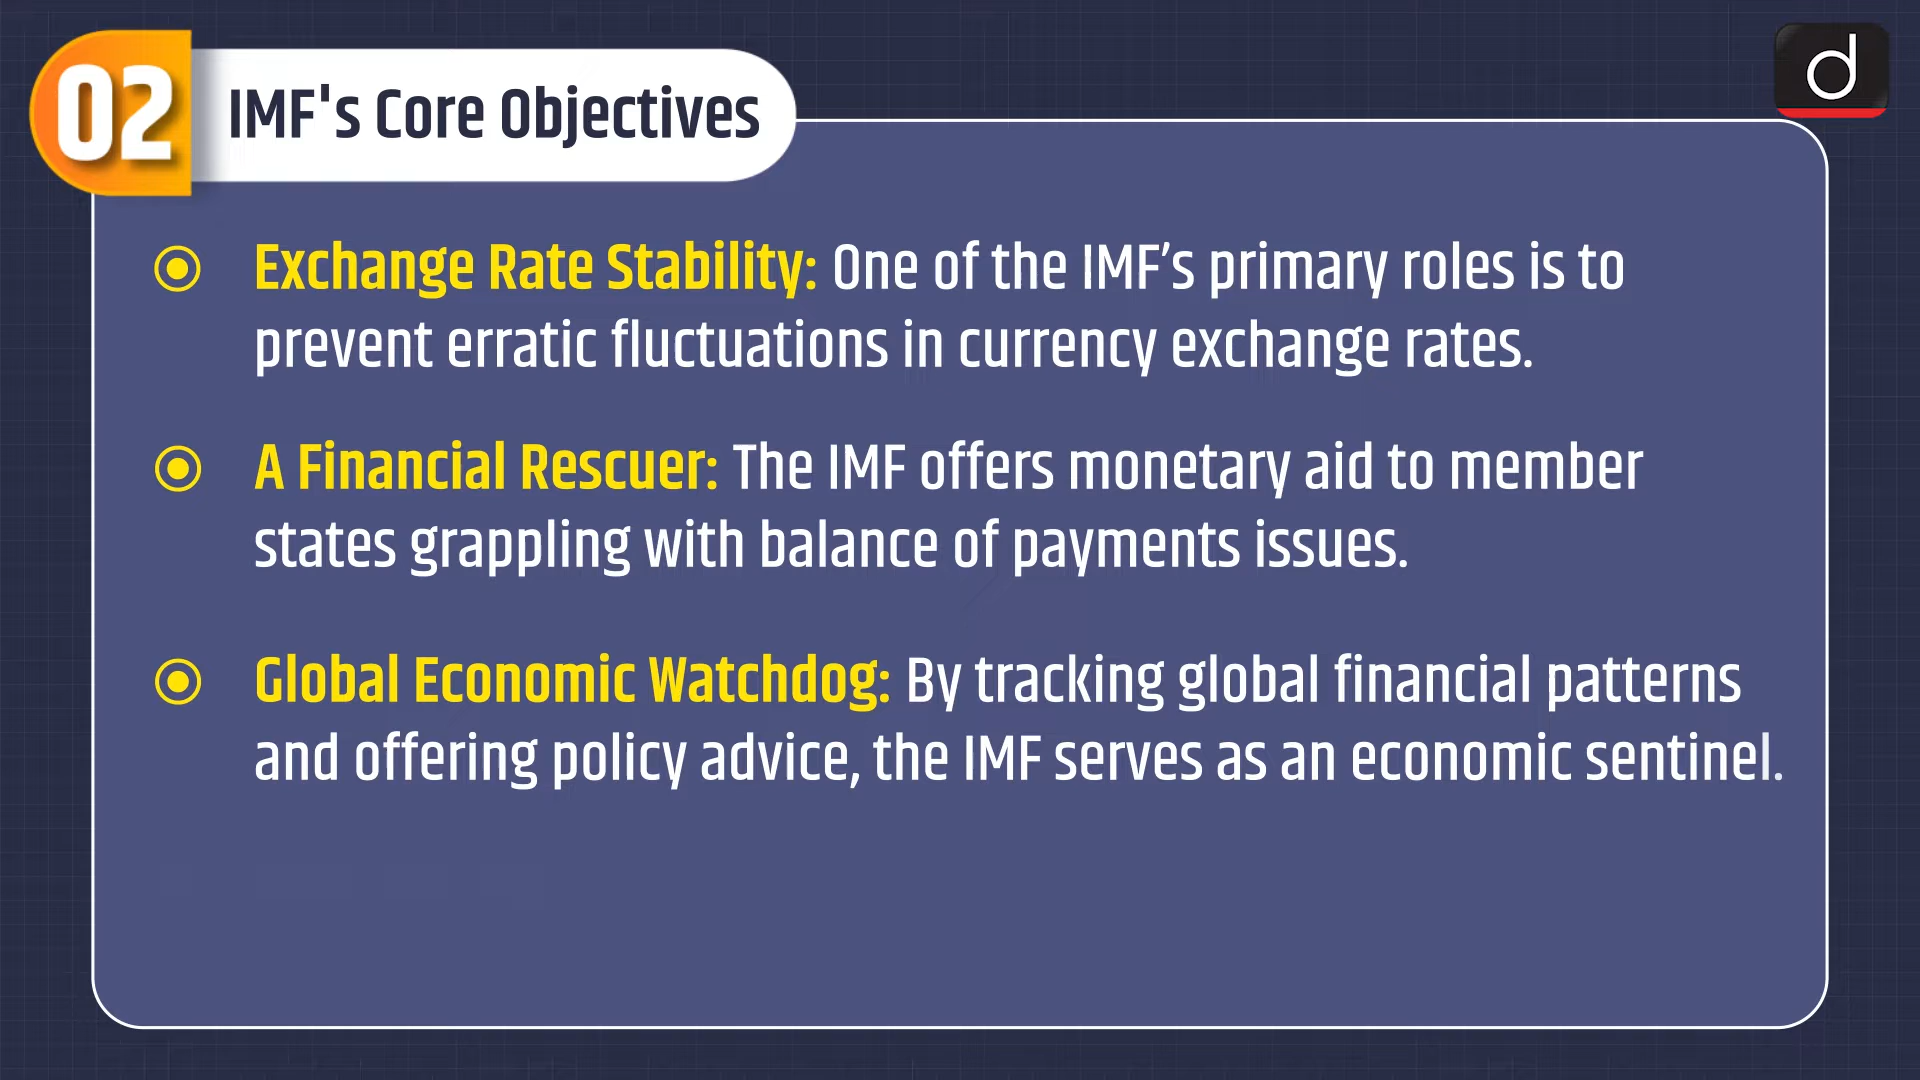 02
IMF's Core Objectives
d
Exchange Rate Stability: One of the IMF’s primary roles is to
prevent erratic fluctuations in currency exchange rates.
A Financial Rescuer: The IMF offers monetary aid to member
states grappling with balance of payments issues.
Global Economic Watchdog: By tracking global financial patterns
and offering policy advice, the IMF serves as an economic sentinel.